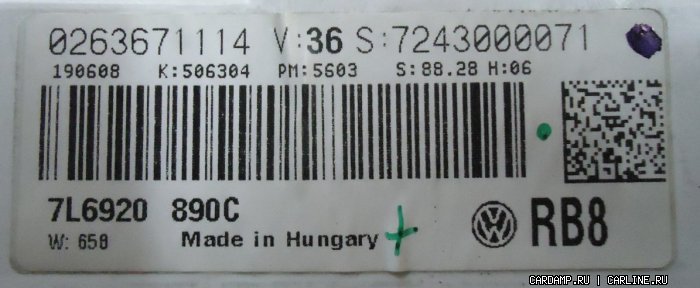 0263671114 V:36 S:7243000071
190608 K:506304 PM:5603 S:88.28 H:06
7L6920 890C
RB8
W: 658 Made in Hungary
CARDAMP.RU | CARLINE.RU